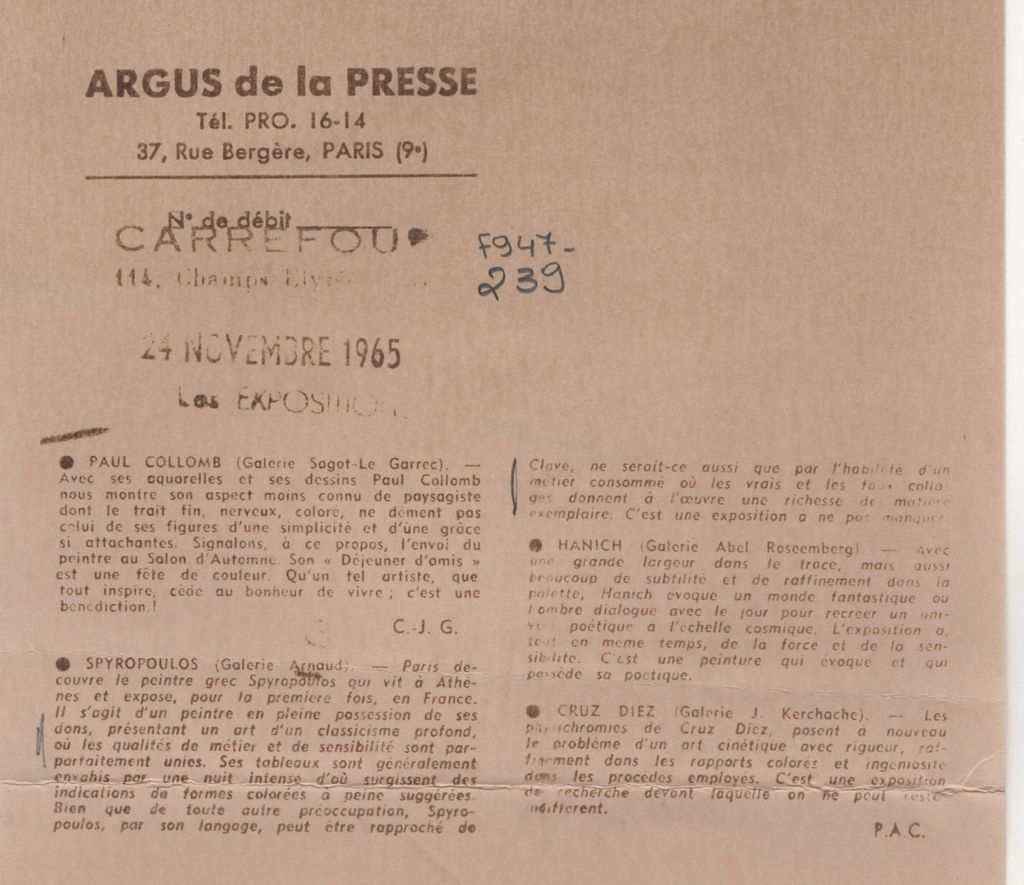 ARGUS de la PRESSE
Tél. PRO. 16-14
37, Rue Bergère, PARIS (9e)
N° de débit
CARREFOU
114, Champs
24 NOVEMBRE 1965
Les EXPOSITION
F947-
239
● PAUL COLLOMB (Galerie Sagot-Le Garrec). —
Avec ses aquarelles et ses dessins Paul Collomb
nous montre son aspect moins connu de paysagiste
dont le trait fin, nerveux, coloré, ne dément pas
celui de ses figures d'une simplicité et d'une grâce
si attachantes. Signalons, à ce propos, l'envoi du
peintre au Salon d'Automne. Son « Déjeuner d'amis »
est une fête de couleur. Qu'un tel artiste, que
tout inspire, cède au bonheur de vivre ; c'est une
bénédiction !
C.-J. G.
● SPYROPOULOS (Galerie Arnaud). — Paris dé-
couvre le peintre grec Spyropoulos qui vit à Athè-
nes et expose, pour la première fois, en France.
Il s'agit d'un peintre en pleine possession de ses
dons, présentant un art d'un classicisme profond,
où les qualités de métier et de sensibilité sont par-
parfaitement unies. Ses tableaux sont généralement
envahis par une nuit intense d'où surgissent des
indications de formes colorées à peine suggérées.
Bien que de toute autre préoccupation, Spyro-
poulos, par son langage, peut être rapproché de
Clave, ne serait-ce aussi que par l'habileté d'un
métier consommé où les vrais et les faux colla-
ges donnent à l'œuvre une richesse de matière
exemplaire. C'est une exposition à ne pas manquer.
● HANICH (Galerie Abel Roseemberg) — Avec
une grande largeur dans le tracé, mais aussi
beaucoup de subtilité et de raffinement dans la
palette, Hanich évoque un monde fantastique ou
l'ombre dialogue avec le jour pour recréer un uni-
vers poétique à l'échelle cosmique. L'exposition a,
tout en même temps, de la force et de la sen-
sibilité. C'est une peinture qui évoque et qui
possède sa poétique.
● CRUZ DIEZ (Galerie J. Kerchache). — Les
physichromies de Cruz Diez, posent à nouveau
le problème d'un art cinétique avec rigueur, raf-
finement dans les rapports colorés et ingéniosité
dans les procédés employés. C'est une exposition
de recherche devant laquelle on ne peut rester
indifférent.
P.A.C.